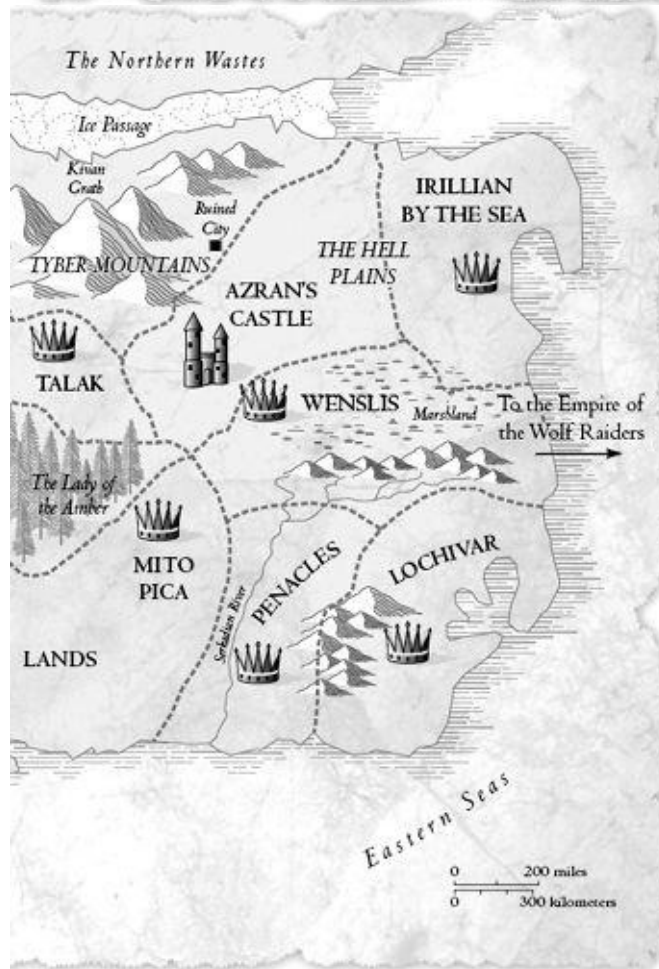 The Northern Wastes
Ice Passage
Kivan
Grath
Ruined
City
IRILLIAN
BY THE SEA
TYBER MOUNTAINS
THE HELL
PLAINS
AZRAN'S
CASTLE
TALAK
WENSLIS
Marshland
To the Empire of
the Wolf Raiders
The Lady of
the Amber
MITO
PICA
PENACLES
LOCHIVAR
Serkadian River
LANDS
Eastern Seas
0 200 miles
0 300 kilometers